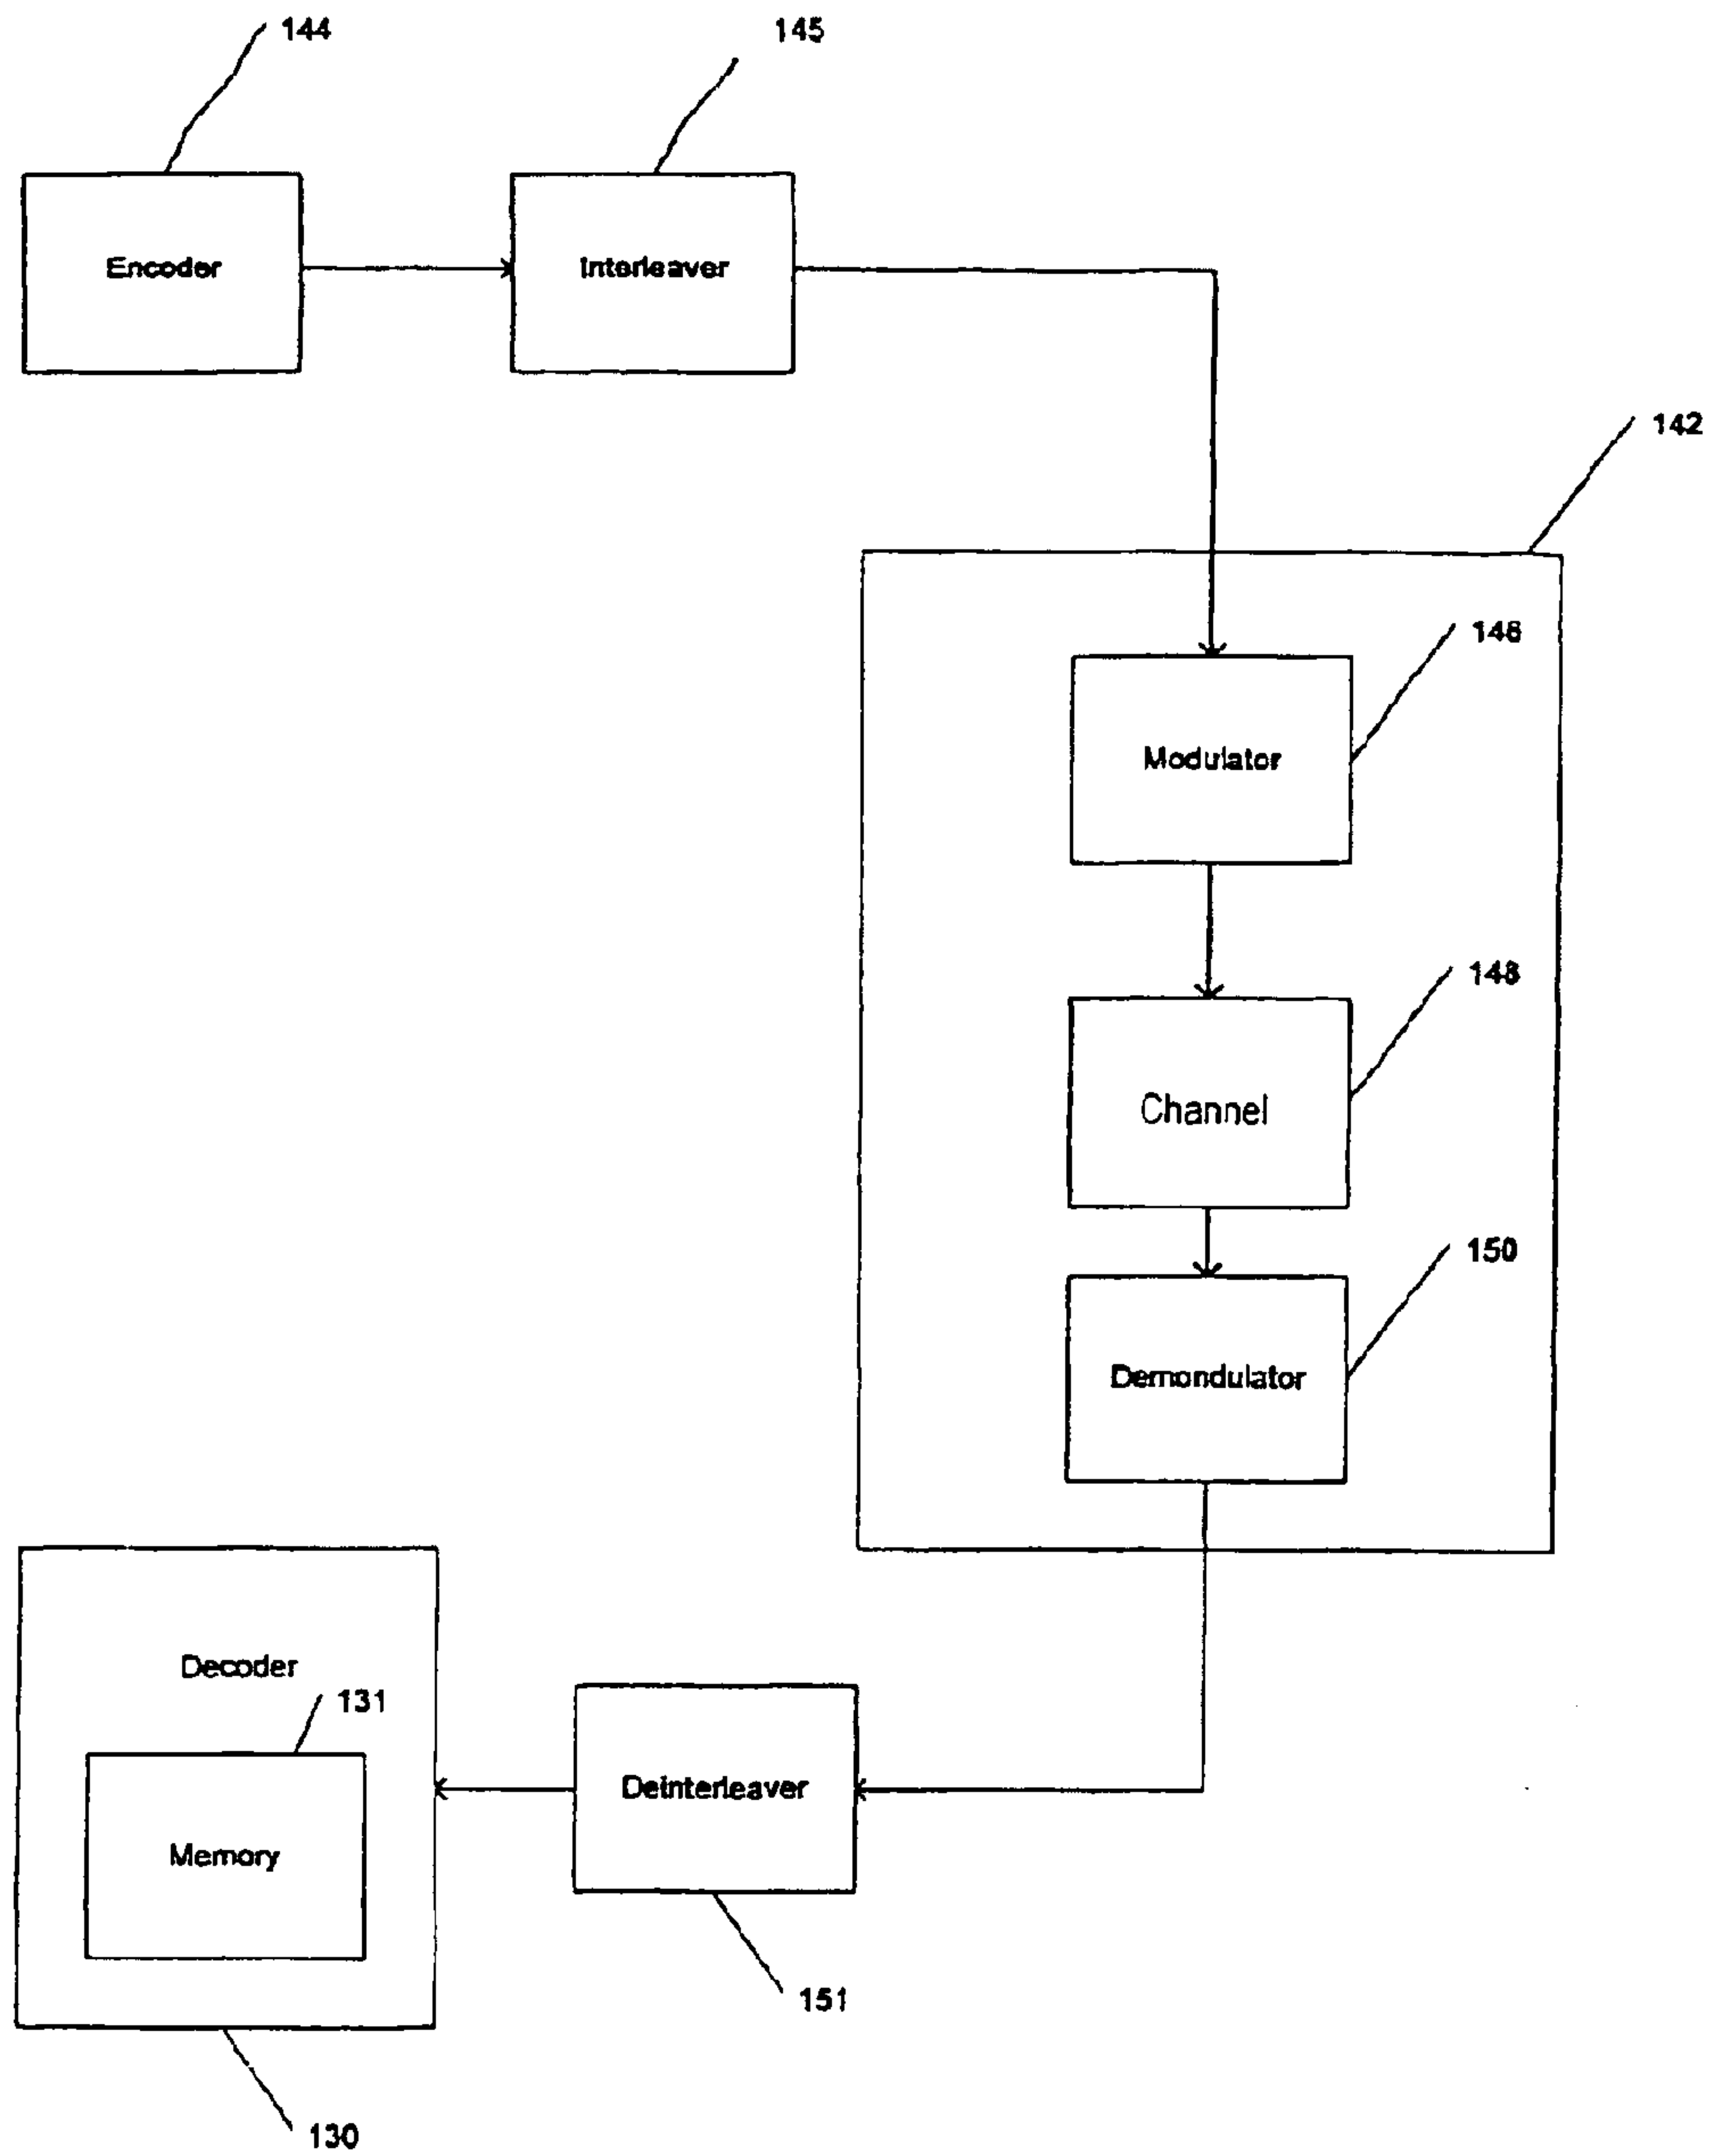 144
145
Encoder
Interleaver
142
146
Modulator
148
Channel
150
Demondulator
Decoder
131
Deinterleaver
Memory
151
130